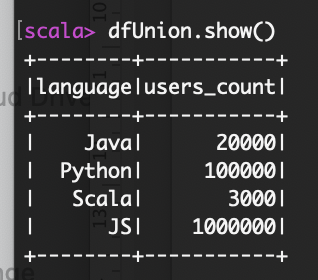 [scala> dfUnion.show()
+--------+-----------+
|language|users_count|
+--------+-----------+
|    Java|      20000|
|  Python|     100000|
|   Scala|       3000|
|      JS|    1000000|
+--------+-----------+